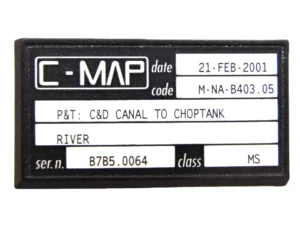 C-MAP date 21-FEB-2001
code M-NA-B403.05
P&T: C&D CANAL TO CHOPTANK
RIVER
ser.n. B7B5.0064 class MS